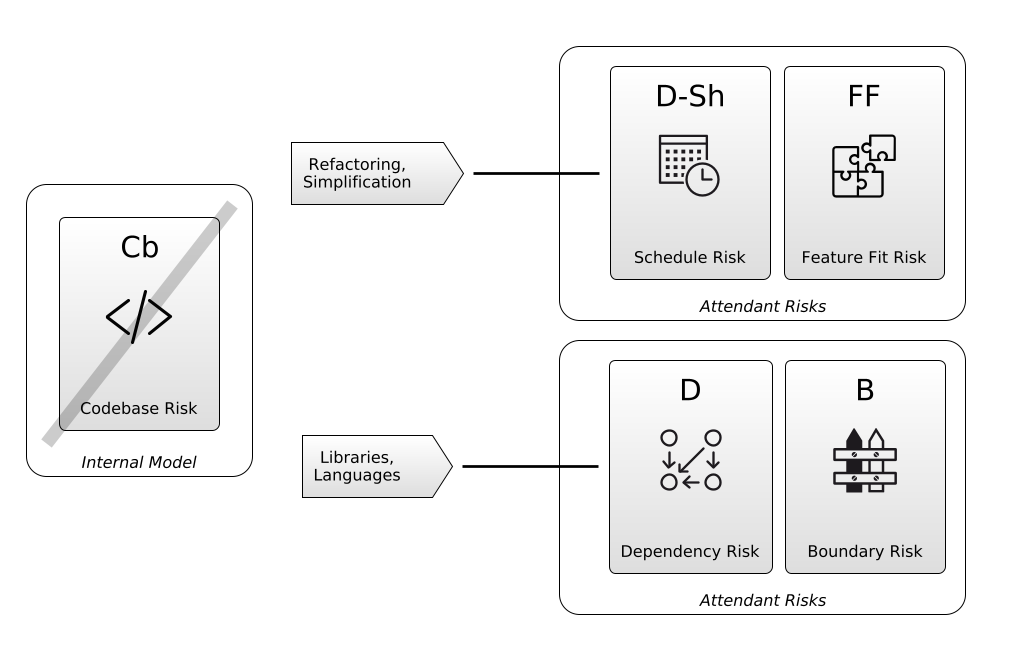 Cb
Codebase Risk
Internal Model
Refactoring,
Simplification
D-Sh
Schedule Risk
FF
Feature Fit Risk
Attendant Risks
Libraries,
Languages
D
Dependency Risk
B
Boundary Risk
Attendant Risks